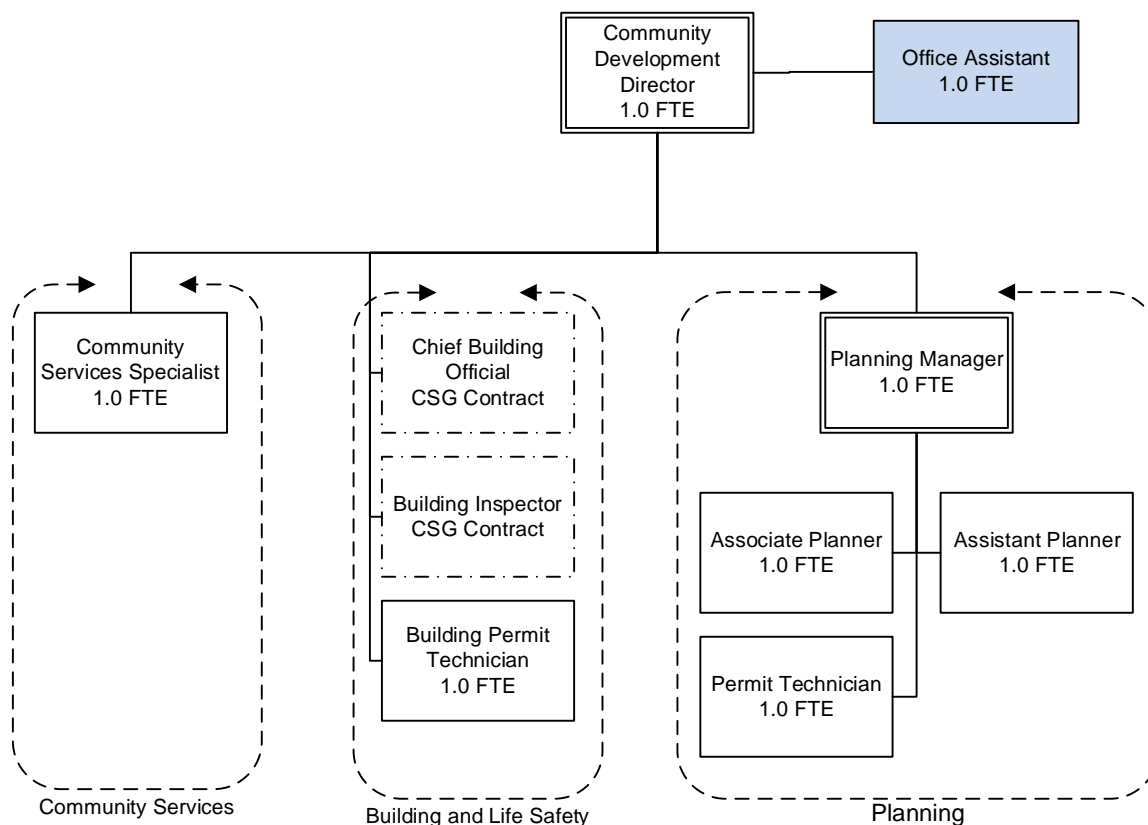 Community
Development
Director
1.0 FTE
Office Assistant
1.0 FTE
Community
Services Specialist
1.0 FTE
Chief Building
Official
CSG Contract
Building Inspector
CSG Contract
Building Permit
Technician
1.0 FTE
Planning Manager
1.0 FTE
Associate Planner
1.0 FTE
Assistant Planner
1.0 FTE
Permit Technician
1.0 FTE
Community Services
Building and Life Safety
Planning